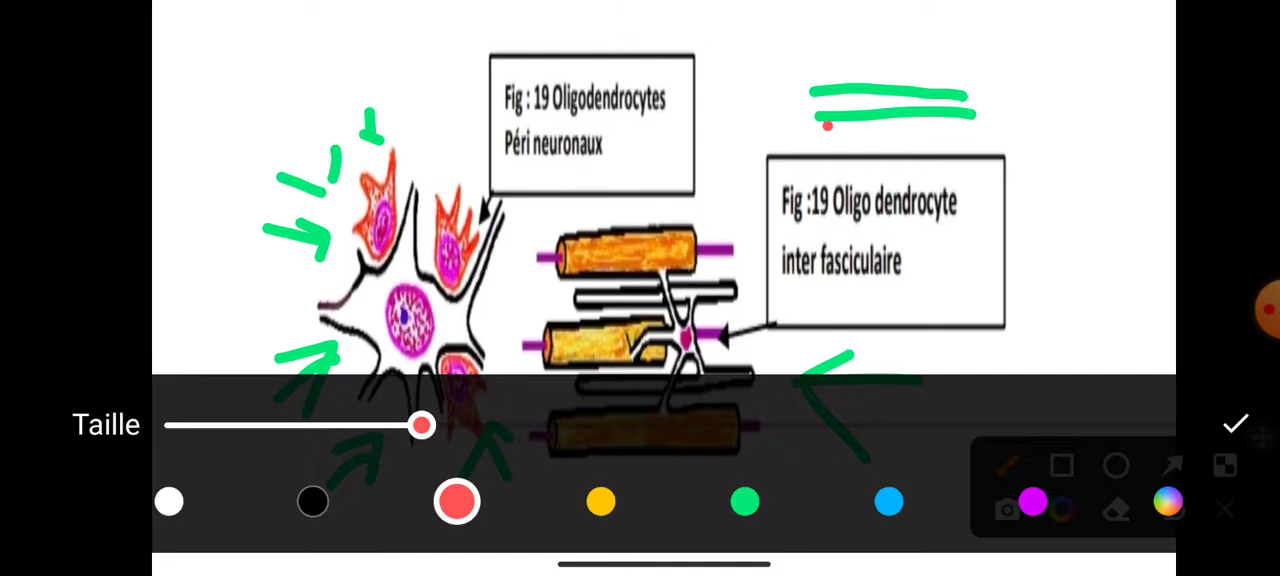 Fig : 19 Oligodendrocytes
Péri neuronaux
Fig :19 Oligo dendrocyte
inter fasciculaire
Taille